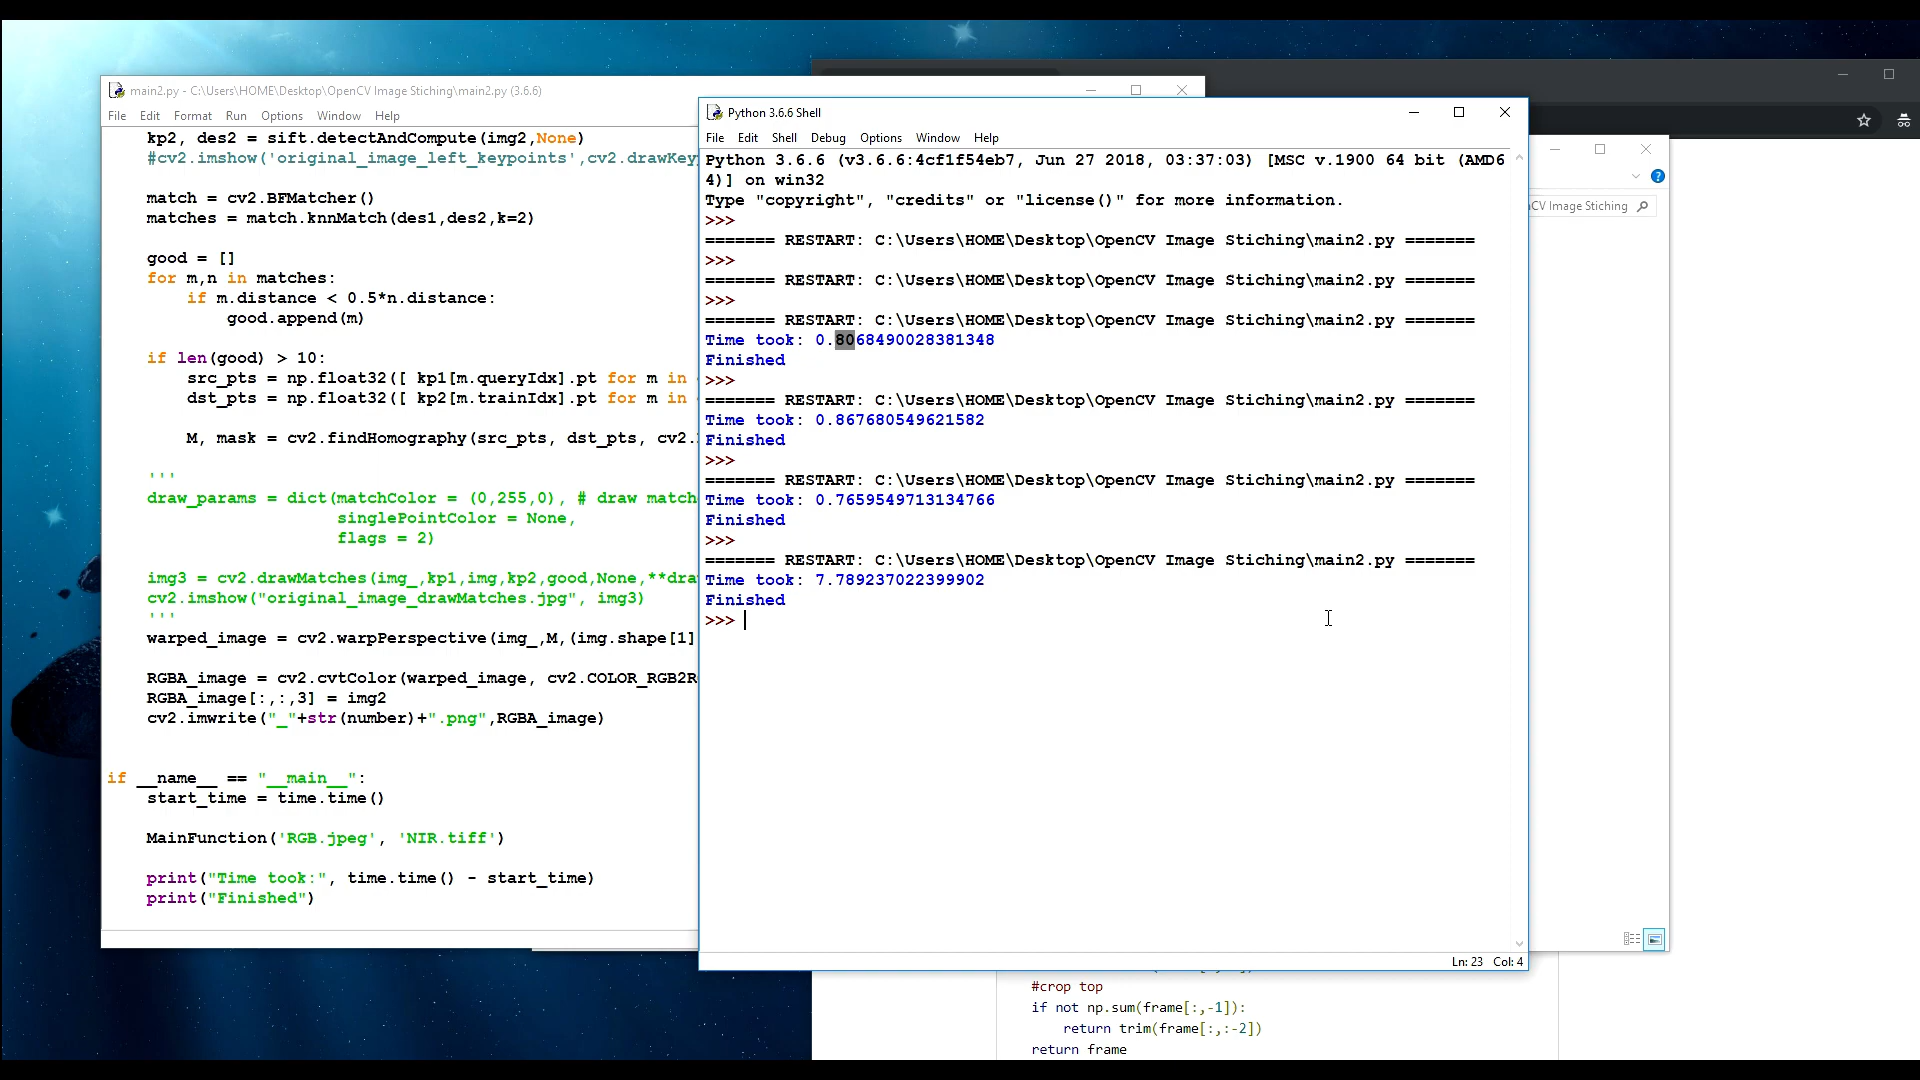 main2.py - C:\Users\HOME\Desktop\OpenCV Image Stiching\main2.py (3.6.6)
File Edit Format Run Options Window Help
kp2, des2 = sift.detectAndCompute(img2,None)
#cv2.imshow('original_image_left_keypoints',cv2.drawKey
match = cv2.BFMatcher()
matches = match.knnMatch(des1,des2,k=2)
good = []
for m,n in matches:
if m.distance < 0.5*n.distance:
good.append(m)
if len(good) > 10:
src_pts = np.float32([ kp1[m.queryIdx].pt for m in
dst_pts = np.float32([ kp2[m.trainIdx].pt for m in
M, mask = cv2.findHomography(src_pts, dst_pts, cv2.
'''
draw_params = dict(matchColor = (0,255,0), # draw match
singlePointColor = None,
flags = 2)
img3 = cv2.drawMatches(img_,kp1,img,kp2,good,None,**dra
cv2.imshow("original_image_drawMatches.jpg", img3)
'''
warped_image = cv2.warpPerspective(img_,M,(img.shape[1]
RGBA_image = cv2.cvtColor(warped_image, cv2.COLOR_RGB2R
RGBA_image[:,:,3] = img2
cv2.imwrite("_"+str(number)+".png",RGBA_image)
if __name__ == "__main__":
start_time = time.time()
MainFunction('RGB.jpeg', 'NIR.tiff')
print("Time took:", time.time() - start_time)
print("Finished")
Python 3.6.6 Shell
File Edit Shell Debug Options Window Help
Python 3.6.6 (v3.6.6:4cf1f54eb7, Jun 27 2018, 03:37:03) [MSC v.1900 64 bit (AMD6
4)] on win32
Type "copyright", "credits" or "license()" for more information.
>>>
======= RESTART: C:\Users\HOME\Desktop\OpenCV Image Stiching\main2.py =======
>>>
======= RESTART: C:\Users\HOME\Desktop\OpenCV Image Stiching\main2.py =======
>>>
======= RESTART: C:\Users\HOME\Desktop\OpenCV Image Stiching\main2.py =======
Time took: 0.8068490028381348
Finished
>>>
======= RESTART: C:\Users\HOME\Desktop\OpenCV Image Stiching\main2.py =======
Time took: 0.867680549621582
Finished
>>>
======= RESTART: C:\Users\HOME\Desktop\OpenCV Image Stiching\main2.py =======
Time took: 0.7659549713134766
Finished
>>>
======= RESTART: C:\Users\HOME\Desktop\OpenCV Image Stiching\main2.py =======
Time took: 7.789237022399902
Finished
>>>
Ln: 23 Col: 4
CV Image Stiching
#crop top
if not np.sum(frame[:,-1]):
return trim(frame[:,:-2])
return frame